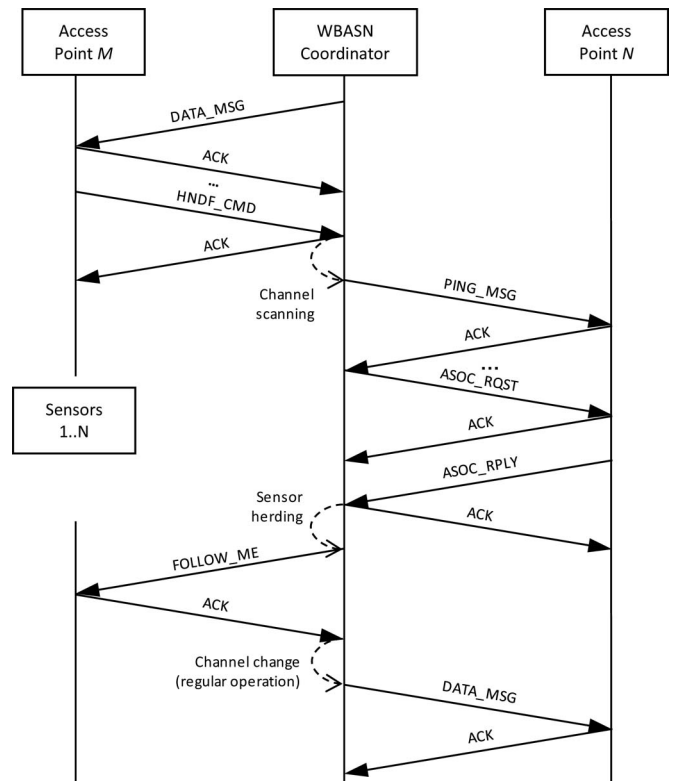 Access
Point M
WBASN
Coordinator
Access
Point N
DATA_MSG
ACK
...
HNDF_CMD
ACK
Channel
scanning
PING_MSG
ACK
...
ASOC_RQST
Sensors
1..N
ACK
ASOC_RPLY
Sensor
herding
ACK
FOLLOW_ME
ACK
Channel change
(regular operation)
DATA_MSG
ACK